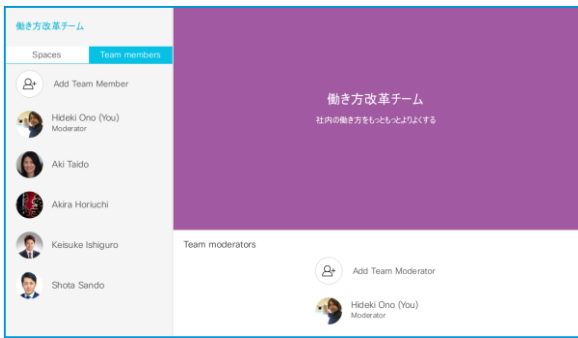 働き方改革チーム
Spaces
Team members
Add Team Member
Hideki Ono (You)
Moderator
Aki Taido
Akira Horiuchi
Keisuke Ishiguro
Shota Sando
働き方改革チーム
社内の働き方をもっともっとよりよくする
Team moderators
Add Team Moderator
Hideki Ono (You)
Moderator